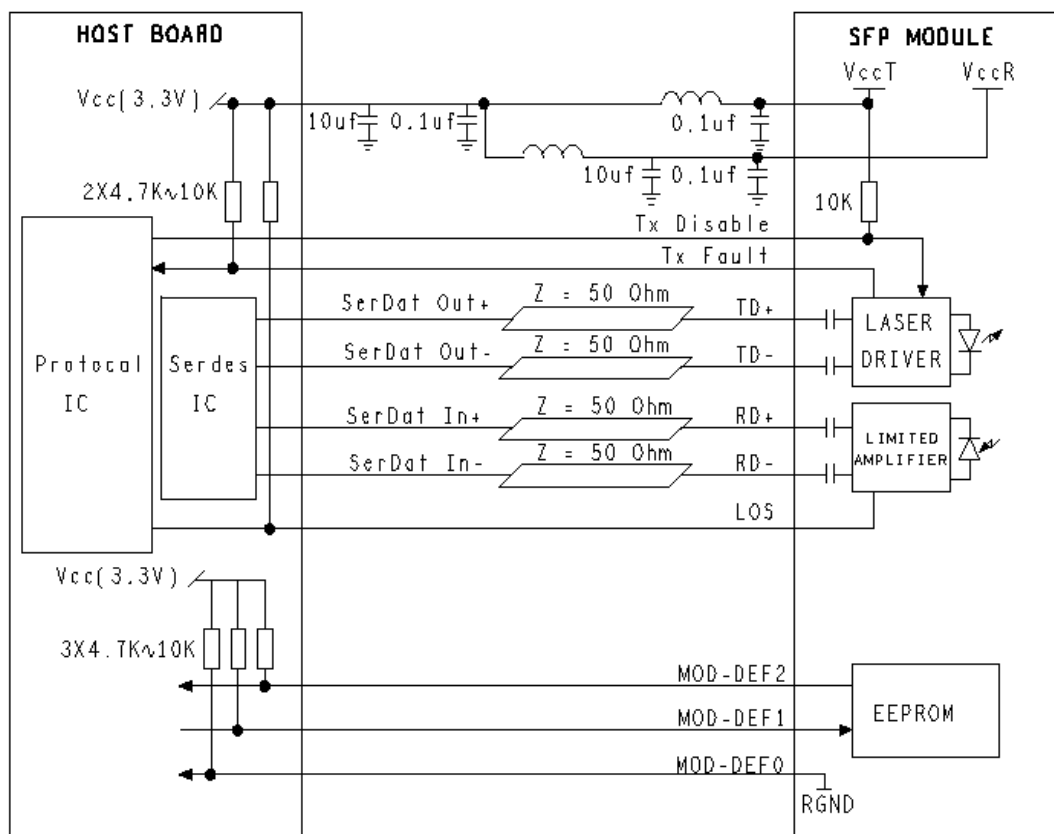 HOST BOARD
SFP MODULE
VccT
VccR
Vcc(3.3V)
10uf
0.1uf
0.1uf
10uf
0.1uf
2X4.7K~10K
10K
Tx Disable
Tx Fault
SerDat Out+
Z = 50 Ohm
TD+
SerDat Out-
Z = 50 Ohm
TD-
LASER
DRIVER
Protocal
IC
Serdes
IC
SerDat In+
Z = 50 Ohm
RD+
SerDat In-
Z = 50 Ohm
RD-
LIMITED
AMPLIFIER
LOS
Vcc(3.3V)
3X4.7K~10K
MOD-DEF2
MOD-DEF1
EEPROM
MOD-DEF0
RGND